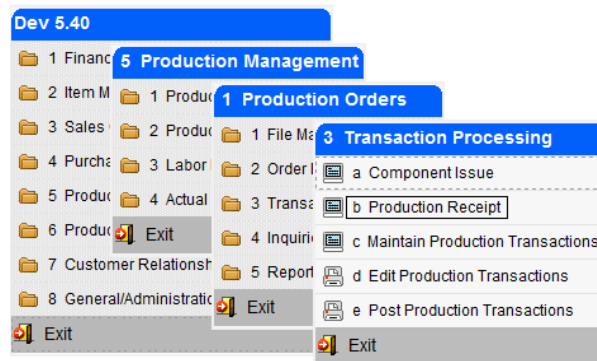 Dev 5.40
1 Financ
2 Item M
3 Sales
4 Purcha
5 Produc
6 Produc
7 Customer Relationsh
8 General/Administratio
Exit
5 Production Management
1 Produc
2 Produc
3 Labor
4 Actual
Exit
1 Production Orders
1 File Ma
2 Order
3 Transa
4 Inquiri
5 Report
Exit
3 Transaction Processing
a Component Issue
b Production Receipt
c Maintain Production Transactions
d Edit Production Transactions
e Post Production Transactions
Exit